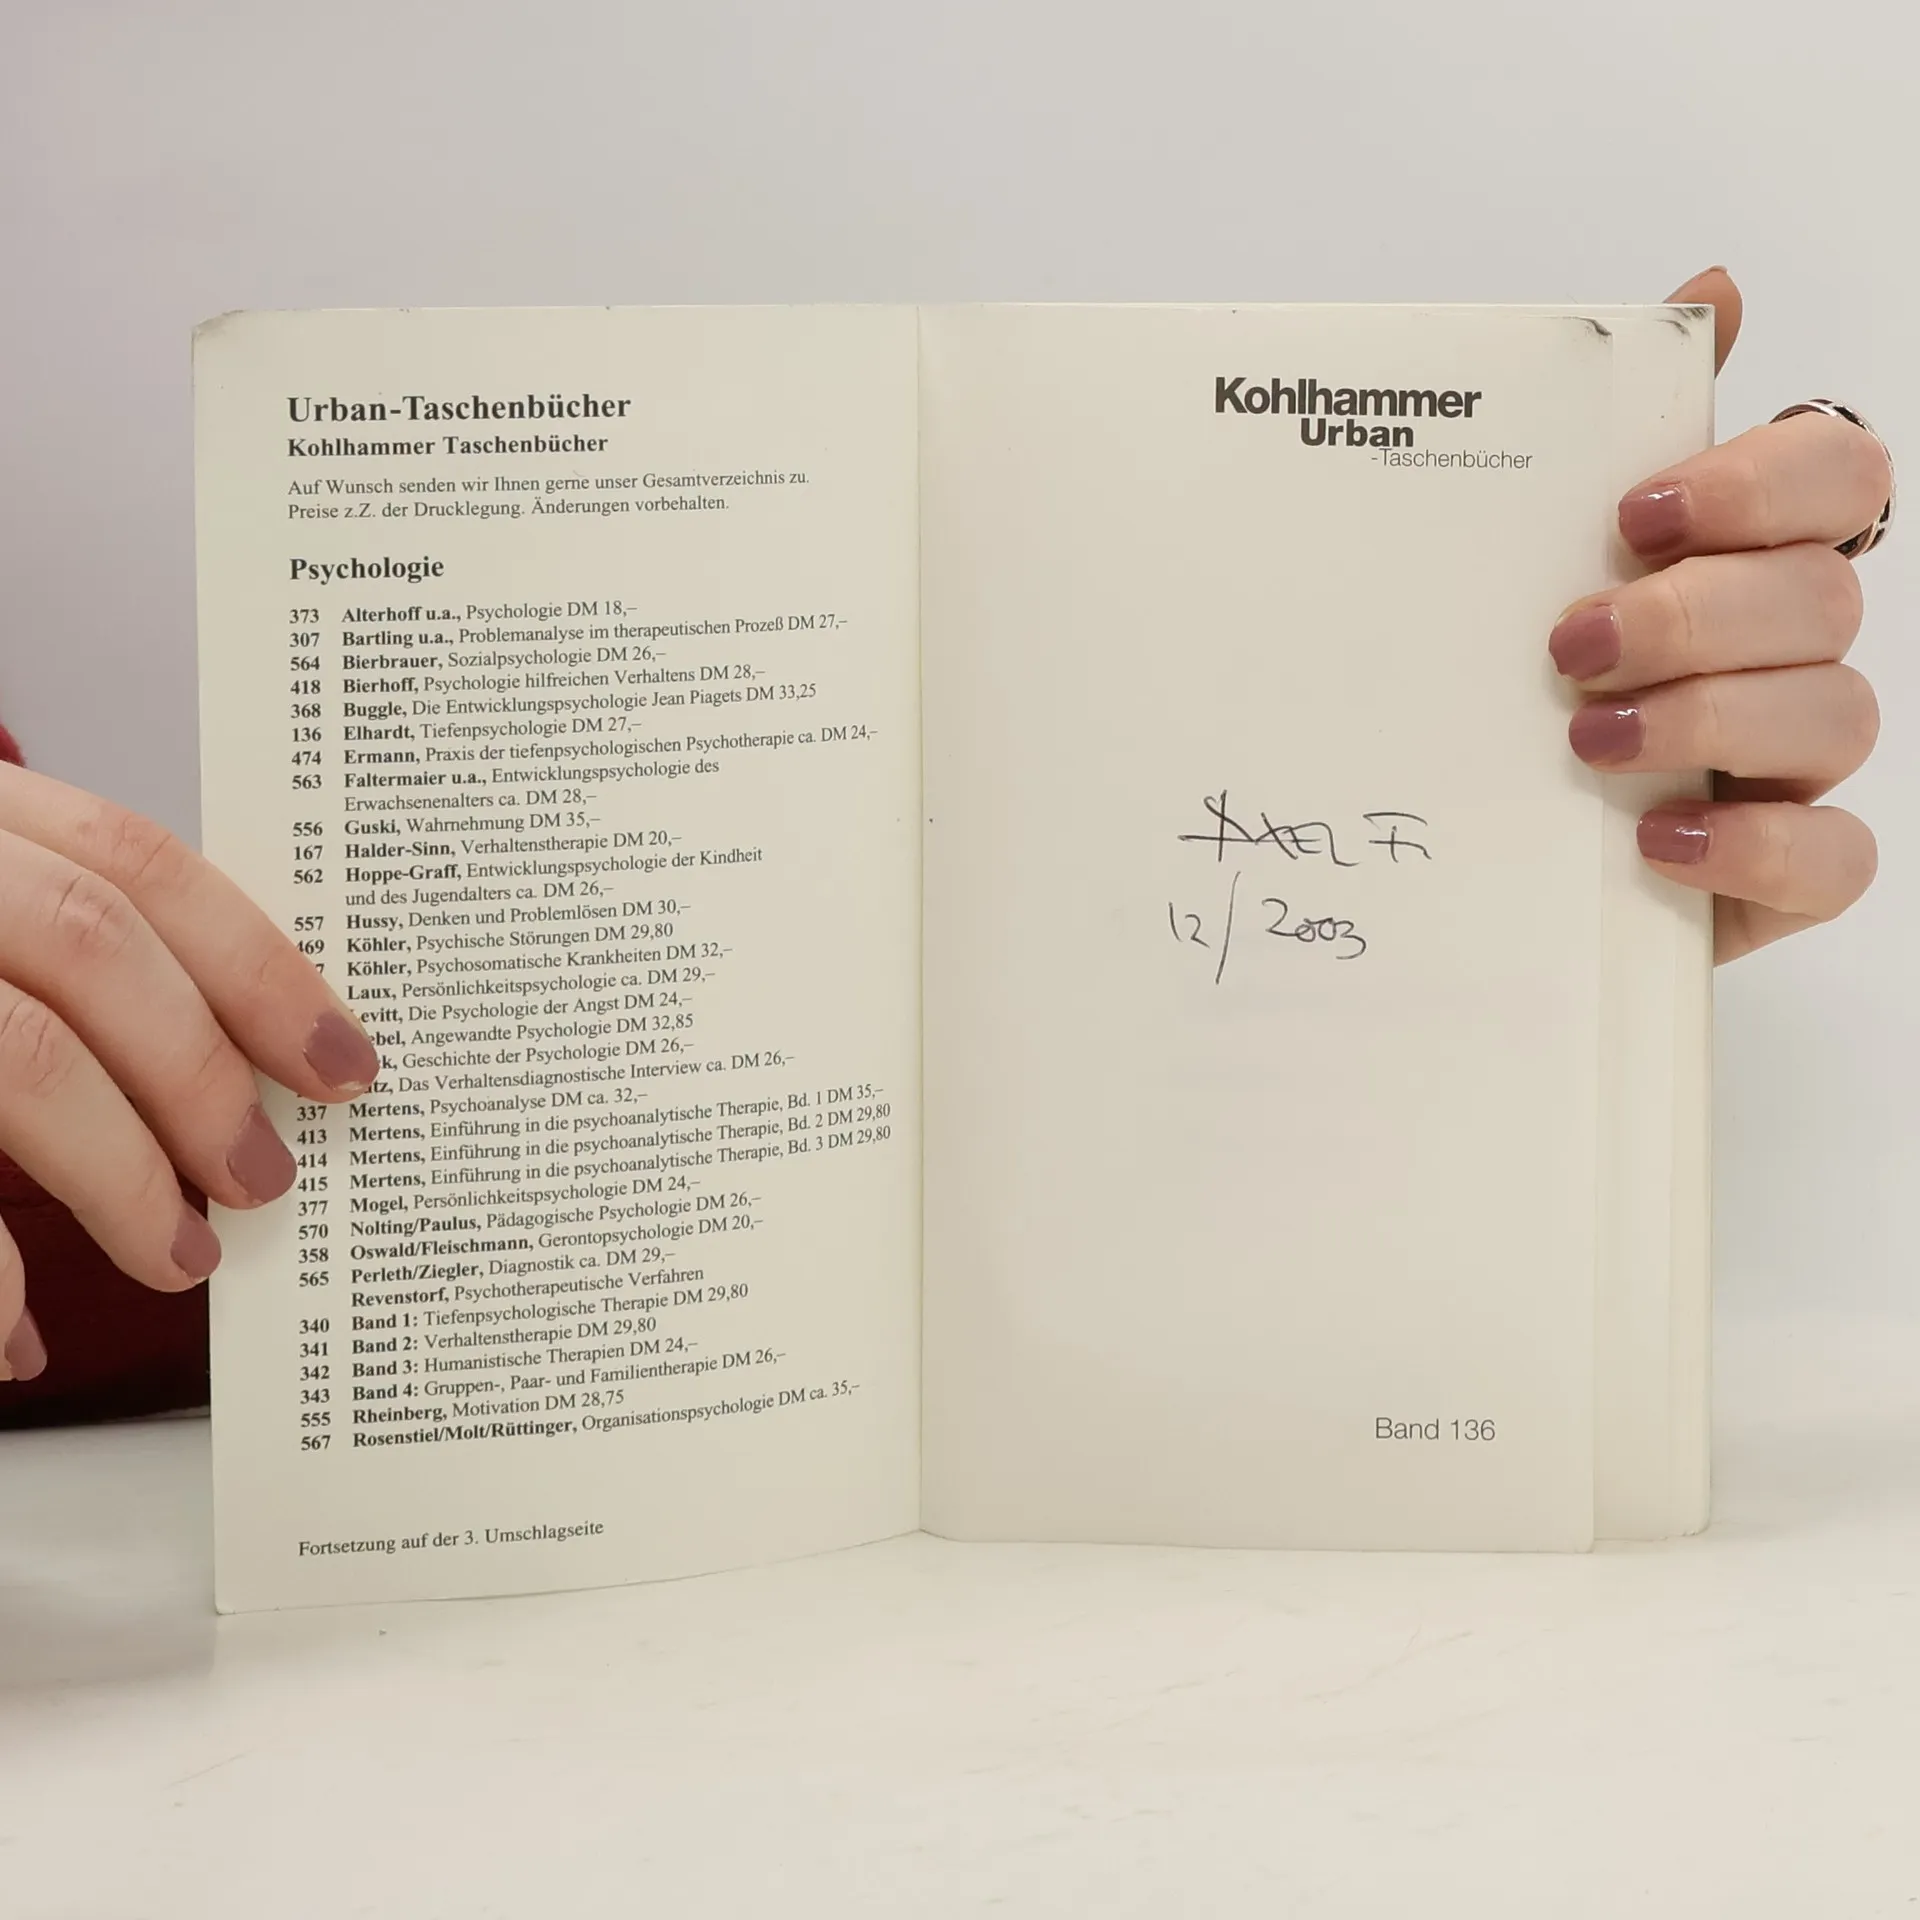 Urban-Taschenbücher
Kohlhammer Taschenbücher
Auf Wunsch senden wir Ihnen gerne unser Gesamtverzeichnis zu.
Preise z.Z. der Drucklegung. Änderungen vorbehalten.
Psychologie
373 Alterhoff u.a., Psychologie DM 18,–
307 Bartling u.a., Problemanalyse im therapeutischen Prozeß DM 27,–
564 Bierbrauer, Sozialpsychologie DM 26,–
418 Bierhoff, Psychologie hilfreichen Verhaltens DM 28,–
368 Buggle, Die Entwicklungspsychologie Jean Piagets DM 33,25
136 Elhardt, Tiefenpsychologie DM 27,–
474 Ermann, Praxis der tiefenpsychologischen Psychotherapie ca. DM 24,–
563 Faltermaier u.a., Entwicklungspsychologie des
Erwachsenenalters ca. DM 28,–
556 Guski, Wahrnehmung DM 35,–
167 Halder-Sinn, Verhaltenstherapie DM 20,–
562 Hoppe-Graff, Entwicklungspsychologie der Kindheit
und des Jugendalters ca. DM 26,–
557 Hussy, Denken und Problemlösen DM 30,–
469 Köhler, Psychische Störungen DM 29,80
7 Köhler, Psychosomatische Krankheiten DM 32,–
Laux, Persönlichkeitspsychologie ca. DM 29,–
evitt, Die Psychologie der Angst DM 24,–
ebel, Angewandte Psychologie DM 32,85
k, Geschichte der Psychologie DM 26,–
tz, Das Verhaltensdiagnostische Interview ca. DM 26,–
337 Mertens, Psychoanalyse DM ca. 32,–
413 Mertens, Einführung in die psychoanalytische Therapie, Bd. 1 DM 35,–
414 Mertens, Einführung in die psychoanalytische Therapie, Bd. 2 DM 29,80
415 Mertens, Einführung in die psychoanalytische Therapie, Bd. 3 DM 29,80
377 Mogel, Persönlichkeitspsychologie DM 24,–
570 Nolting/Paulus, Pädagogische Psychologie DM 26,–
358 Oswald/Fleischmann, Gerontopsychologie DM 20,–
565 Perleth/Ziegler, Diagnostik ca. DM 29,–
Revenstorf, Psychotherapeutische Verfahren
340 Band 1: Tiefenpsychologische Therapie DM 29,80
341 Band 2: Verhaltenstherapie DM 29,80
342 Band 3: Humanistische Therapien DM 24,–
343 Band 4: Gruppen-, Paar- und Familientherapie DM 26,–
555 Rheinberg, Motivation DM 28,75
567 Rosenstiel/Molt/Rüttinger, Organisationspsychologie DM ca. 35,–
Fortsetzung auf der 3. Umschlagseite
Kohlhammer
Urban
-Taschenbücher
12/2003
Band 136